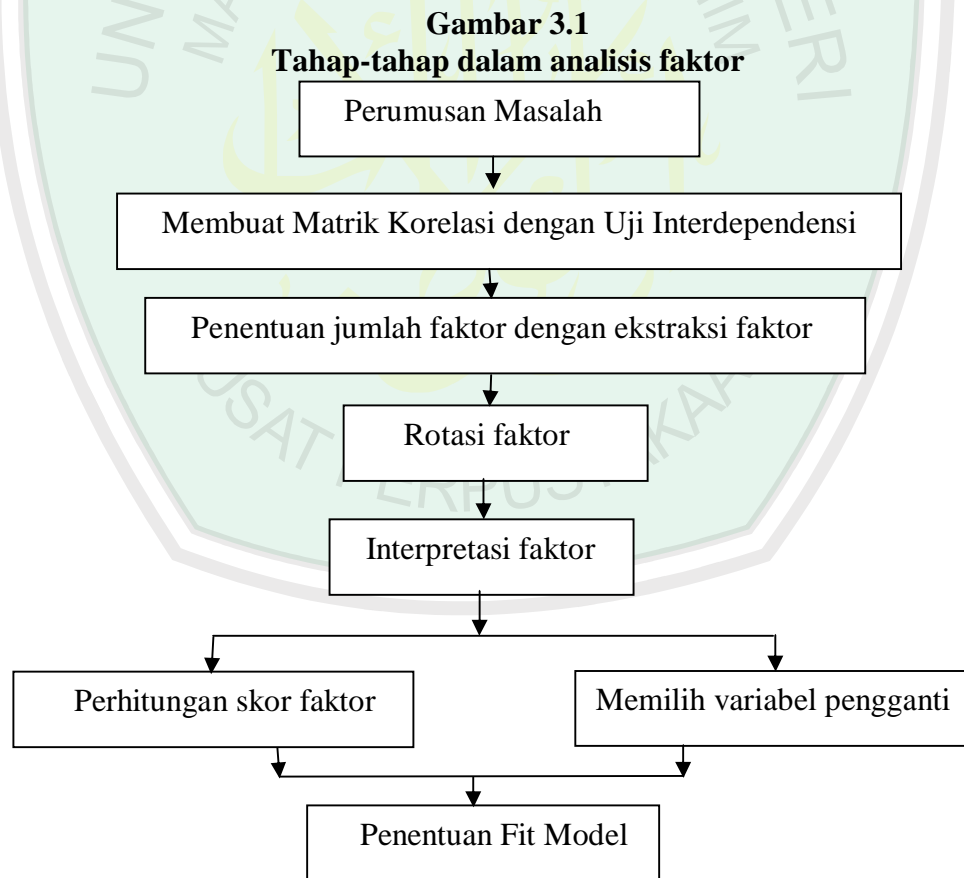 Gambar 3.1
Tahap-tahap dalam analisis faktor
Perumusan Masalah
Membuat Matrik Korelasi dengan Uji Interdependensi
Penentuan jumlah faktor dengan ekstraksi faktor
Rotasi faktor
Interpretasi faktor
Perhitungan skor faktor
Memilih variabel pengganti
Penentuan Fit Model